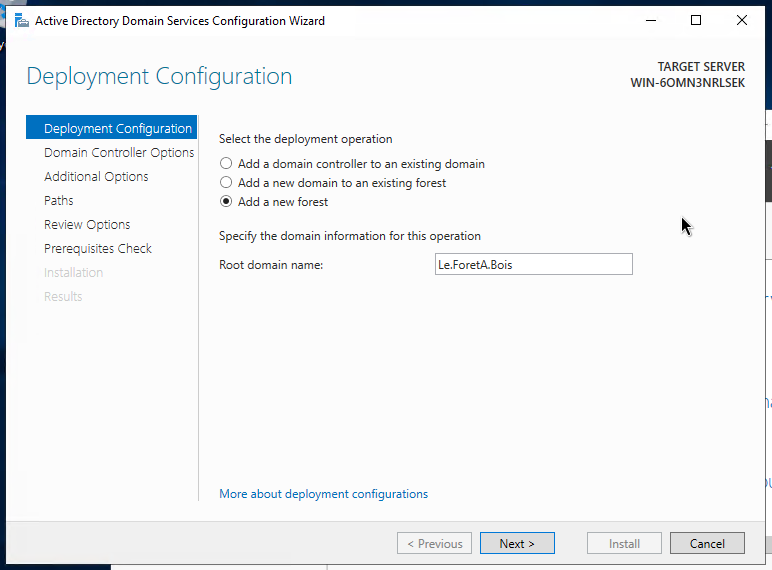 Active Directory Domain Services Configuration Wizard
Deployment Configuration
TARGET SERVER
WIN-6OMN3NRLSEK
Deployment Configuration
Domain Controller Options
Additional Options
Paths
Review Options
Prerequisites Check
Installation
Results
Select the deployment operation
Add a domain controller to an existing domain
Add a new domain to an existing forest
Add a new forest
Specify the domain information for this operation
Root domain name:
Le.ForetA.Bois
More about deployment configurations
< Previous
Next >
Install
Cancel